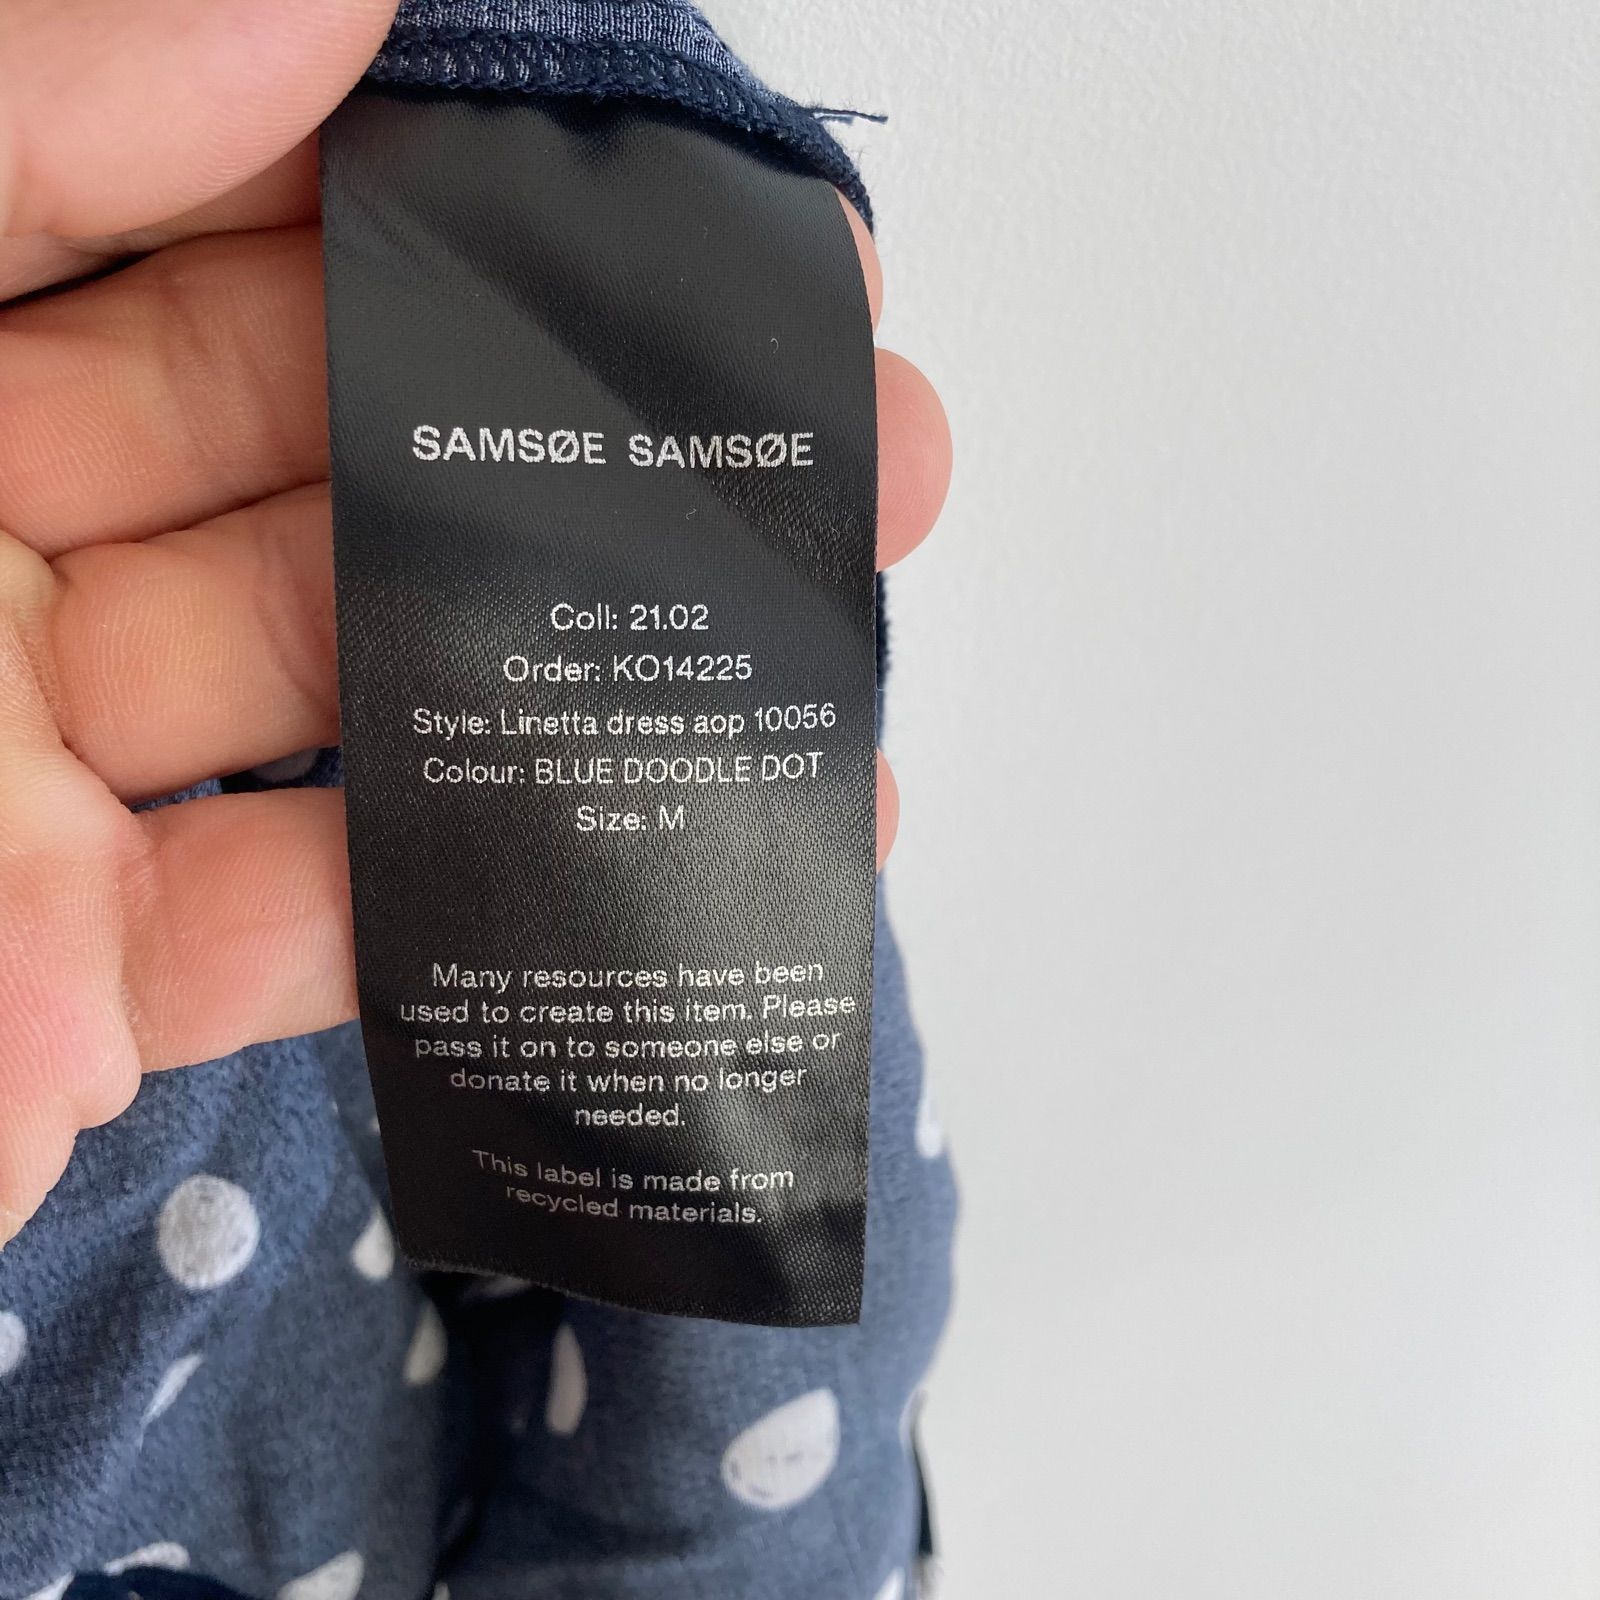 SAMSØE SAMSØE
Coll: 21.02
Order: KO14225
Style: Linetta dress aop 10056
Colour: BLUE DOODLE DOT
Size: M
Many resources have been
used to create this item. Please
pass it on to someone else or
donate it when no longer
needed.
This label is made from
recycled materials.